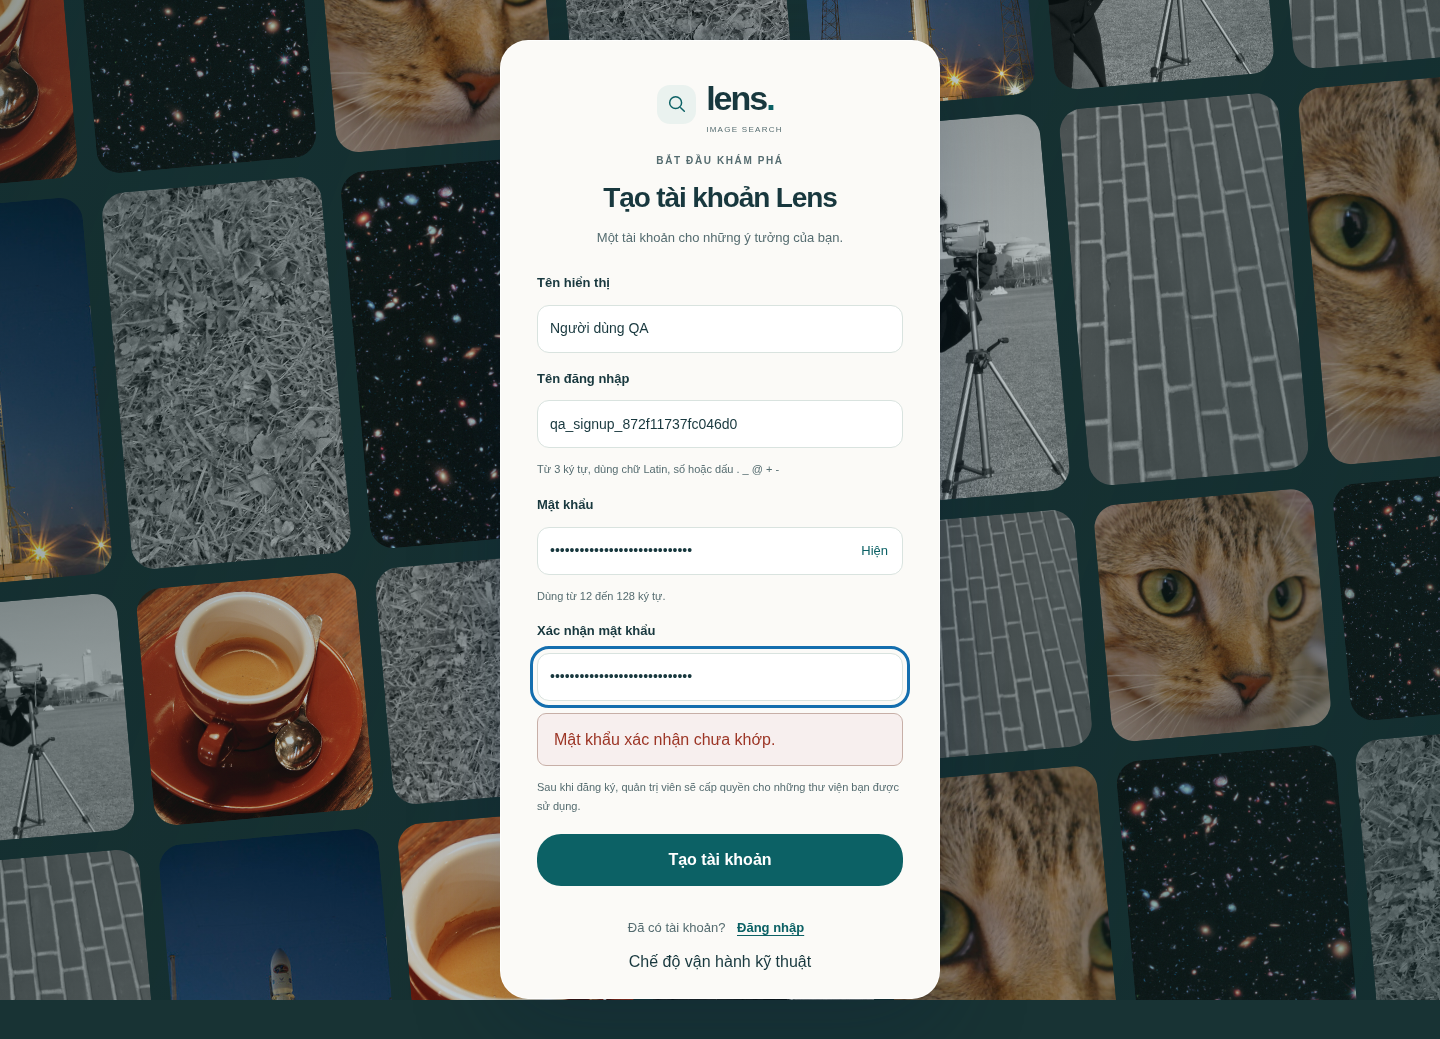 lens.
IMAGE SEARCH
BẮT ĐẦU KHÁM PHÁ
Tạo tài khoản Lens
Một tài khoản cho những ý tưởng của bạn.
Tên hiển thị
Người dùng QA
Tên đăng nhập
qa_signup_872f11737fc046d0
Từ 3 ký tự, dùng chữ Latin, số hoặc dấu . _ @ + -
Mật khẩu
•••••••••••••••••••••••••••••
Hiện
Dùng từ 12 đến 128 ký tự.
Xác nhận mật khẩu
•••••••••••••••••••••••••••••
Mật khẩu xác nhận chưa khớp.
Sau khi đăng ký, quản trị viên sẽ cấp quyền cho những thư viện bạn được
sử dụng.
Tạo tài khoản
Đã có tài khoản? Đăng nhập
Chế độ vận hành kỹ thuật